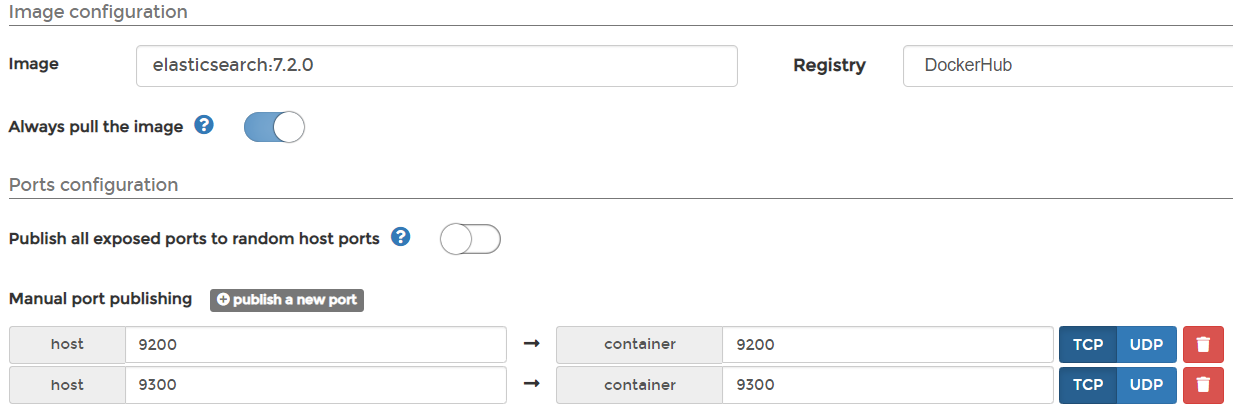 Image configuration
Image elasticsearch:7.2.0 Registry DockerHub
Always pull the image ?
Ports configuration
Publish all exposed ports to random host ports ?
Manual port publishing publish a new port
host 9200 → container 9200 TCP UDP
host 9300 → container 9300 TCP UDP